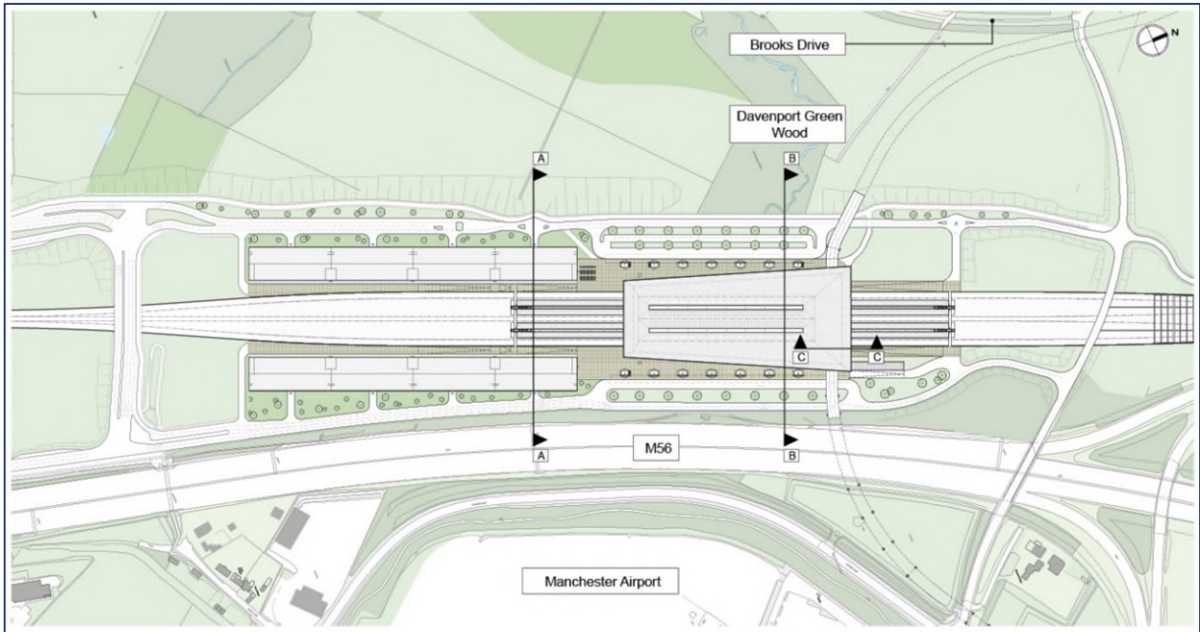 Brooks Drive
N
Davenport Green
Wood
A
B
C
C
M56
A
B
Manchester Airport